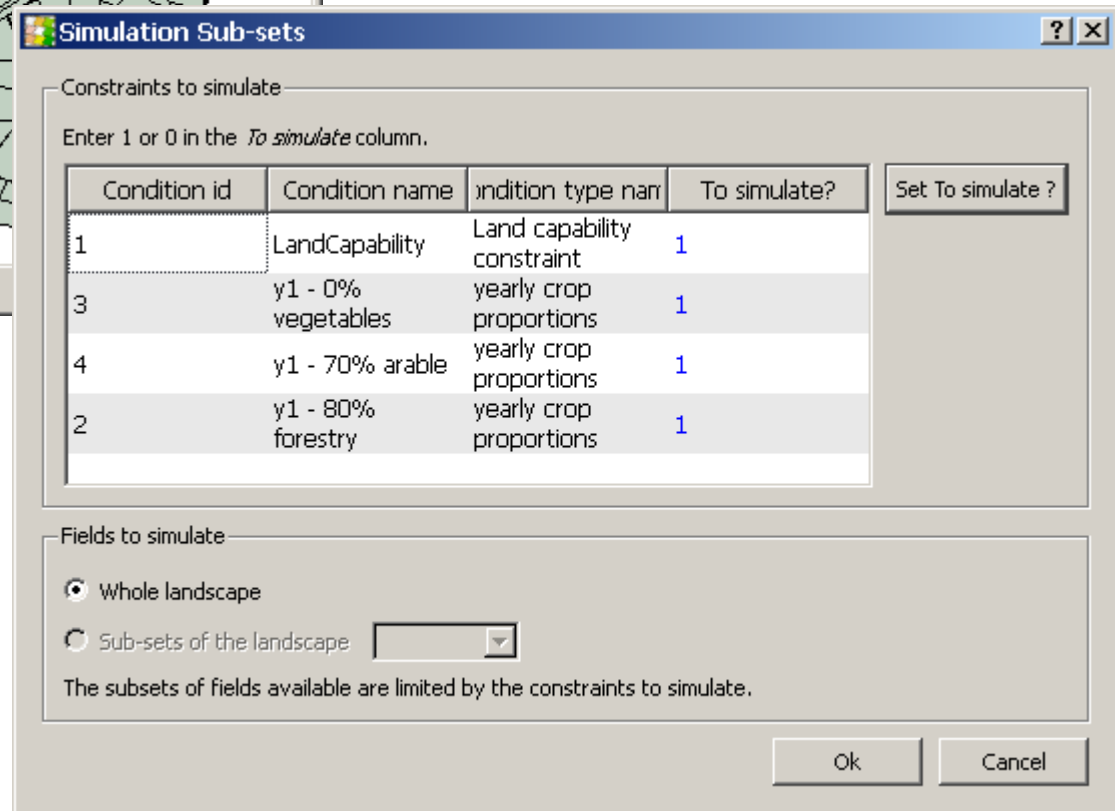 Simulation Sub-sets
Constraints to simulate
Enter 1 or 0 in the To simulate column.
Condition id Condition name ondition type nam To simulate? Set To simulate ?
1 LandCapability Land capability constraint 1
3 y1 - 0% vegetables yearly crop proportions 1
4 y1 - 70% arable yearly crop proportions 1
2 y1 - 80% forestry yearly crop proportions 1
Fields to simulate
Whole landscape
Sub-sets of the landscape
The subsets of fields available are limited by the constraints to simulate.
Ok Cancel